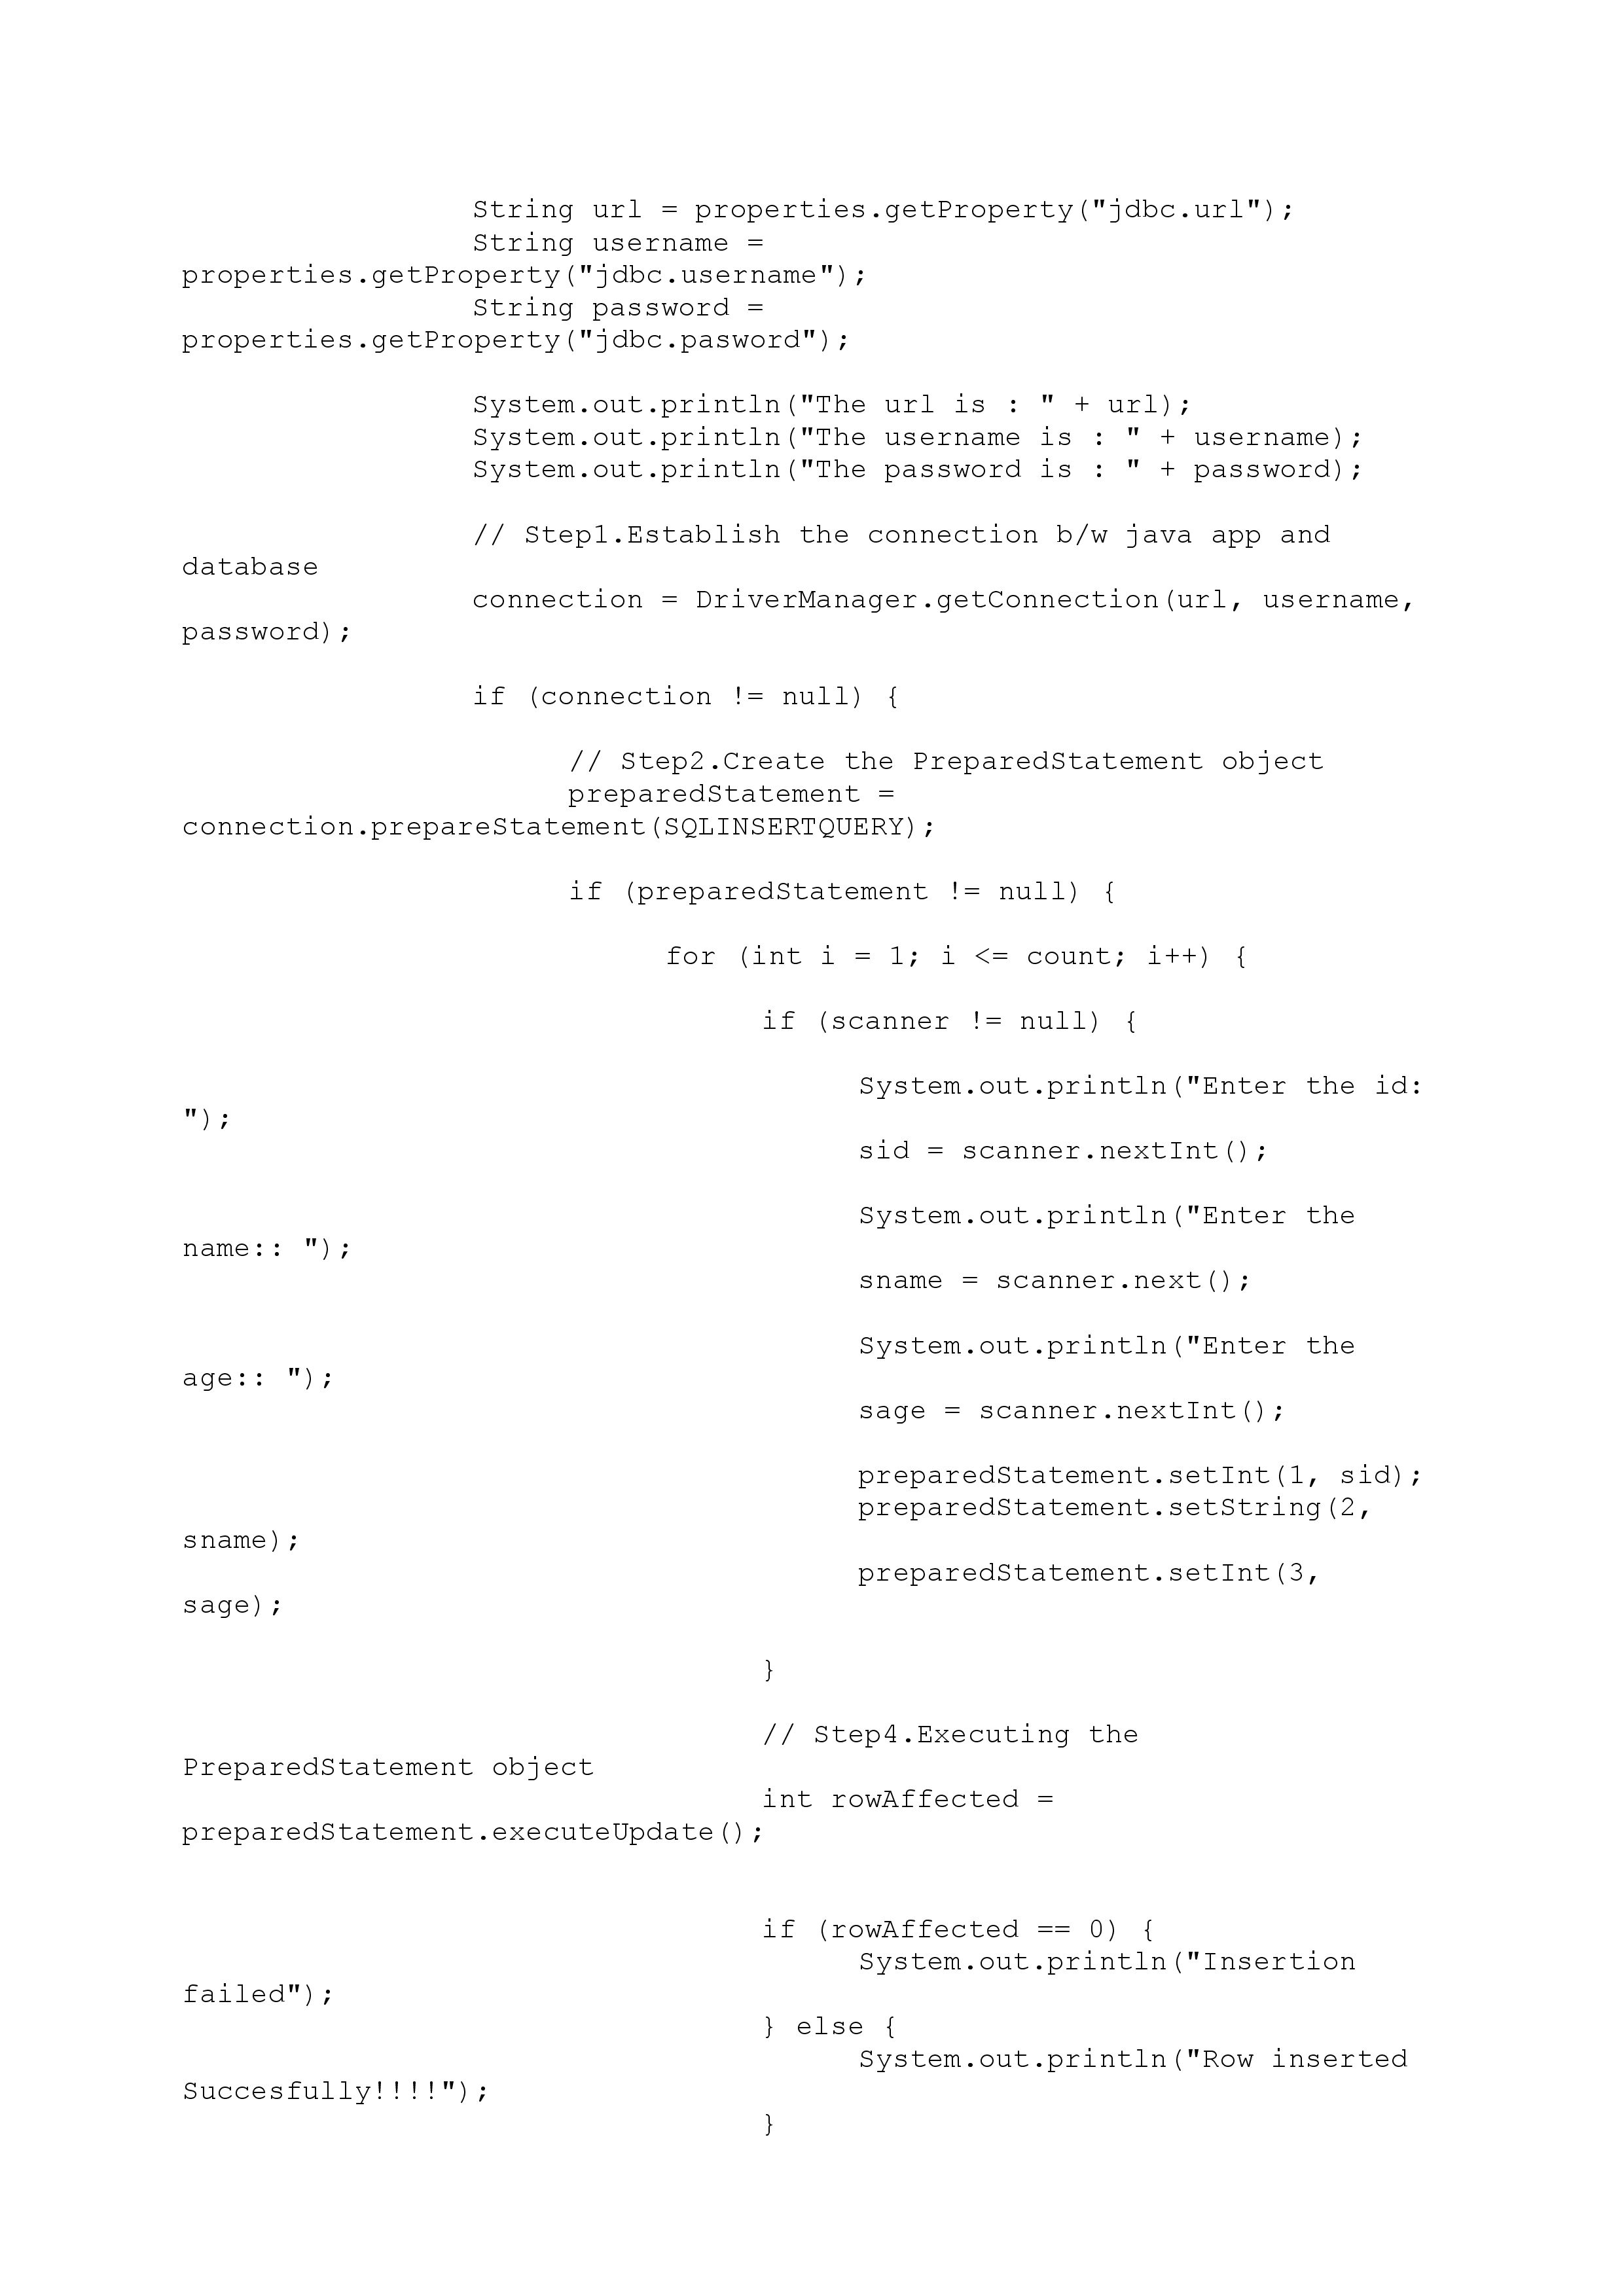 String url = properties.getProperty("jdbc.url");
String username =
properties.getProperty("jdbc.username");
String password =
properties.getProperty("jdbc.pasword");
System.out.println("The url is : " + url);
System.out.println("The username is : " + username);
System.out.println("The password is : " + password);
// Step1.Establish the connection b/w java app and
database
connection = DriverManager.getConnection(url, username,
password);
if (connection != null) {
// Step2.Create the PreparedStatement object
preparedStatement =
connection.prepareStatement(SQLINSERTQUERY);
if (preparedStatement != null) {
for (int i = 1; i <= count; i++) {
if (scanner != null) {
System.out.println("Enter the id:
");
sid = scanner.nextInt();
System.out.println("Enter the
name:: ");
sname = scanner.next();
System.out.println("Enter the
age:: ");
sage = scanner.nextInt();
preparedStatement.setInt(1, sid);
preparedStatement.setString(2,
sname);
preparedStatement.setInt(3,
sage);
}
// Step4.Executing the
PreparedStatement object
int rowAffected =
preparedStatement.executeUpdate();
if (rowAffected == 0) {
System.out.println("Insertion
failed");
} else {
System.out.println("Row inserted
Succesfully!!!!");
}